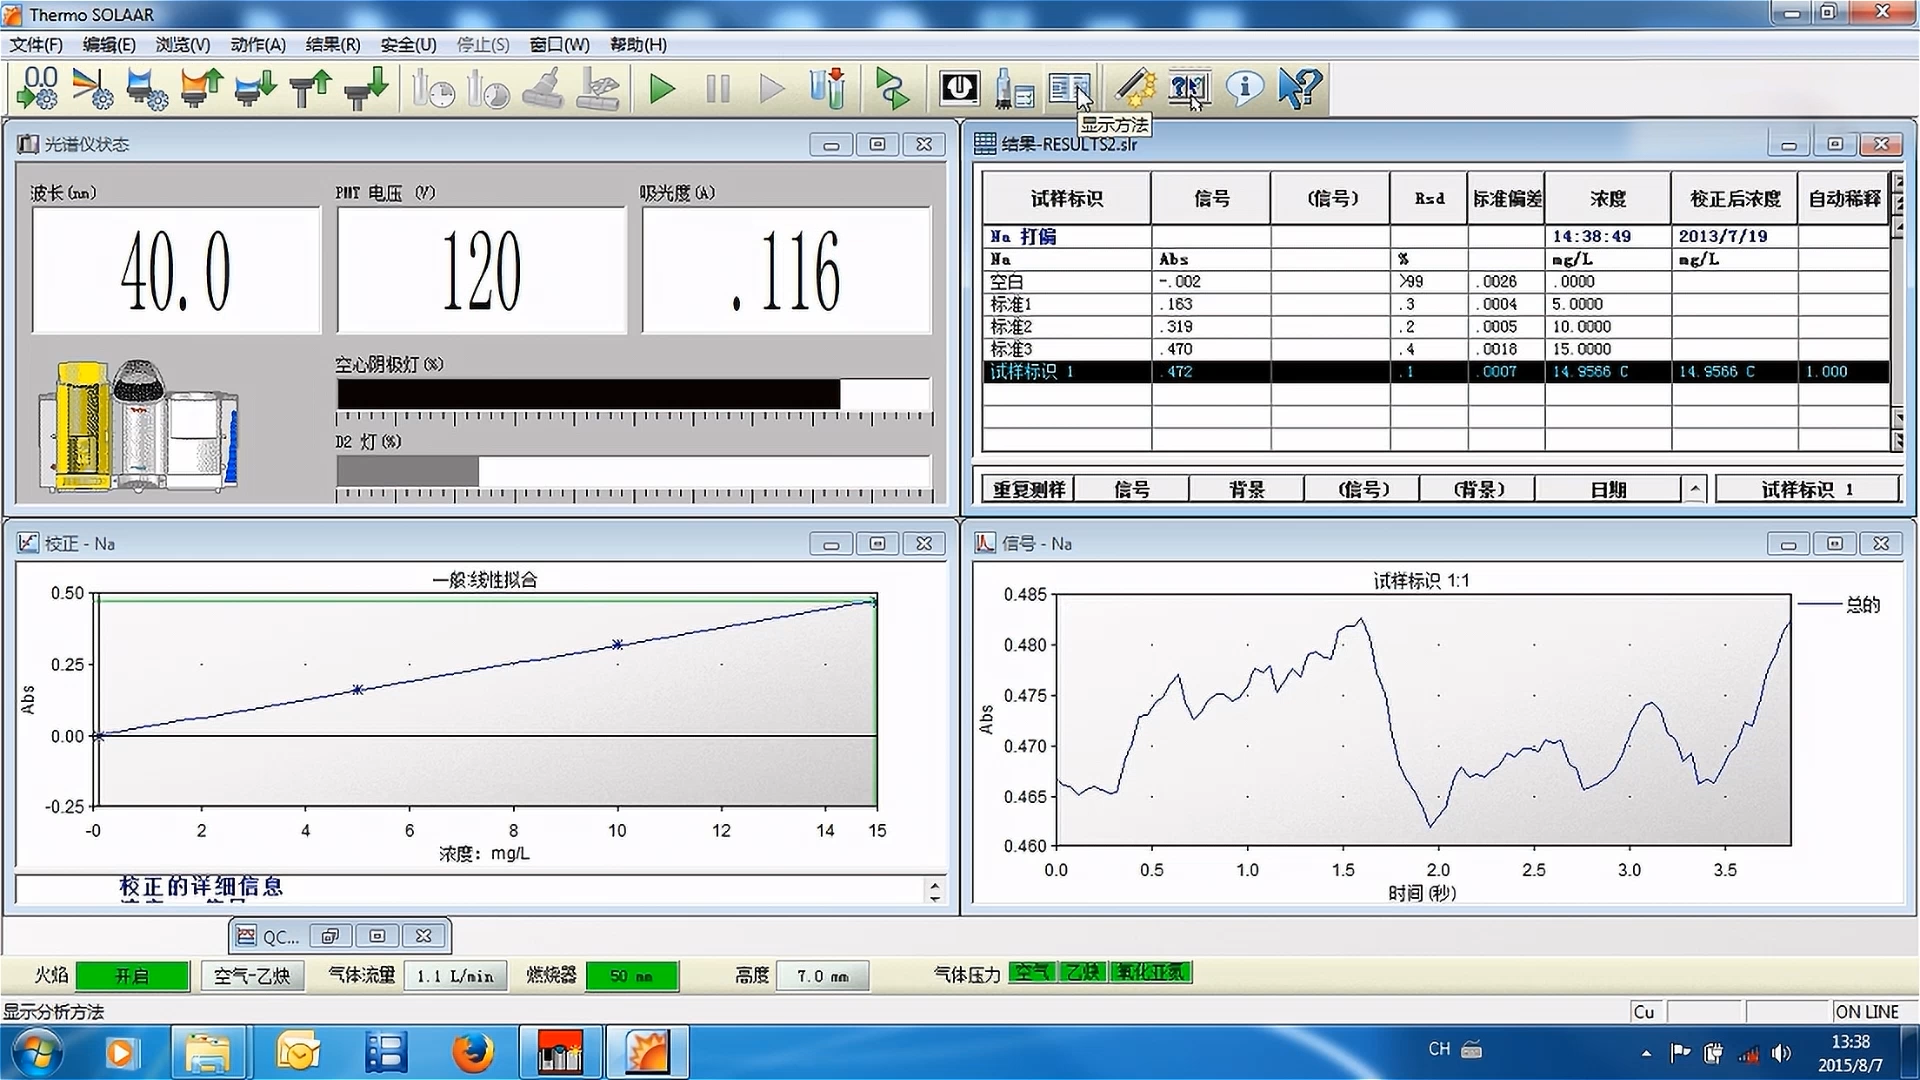 Thermo SOLAAR
文件(F) 编辑(E) 浏览(V) 动作(A) 结果(R) 安全(U) 停止(S) 窗口(W) 帮助(H)
0.0
显示方法
光谱仪状态
波长(nm) PMT 电压 (V) 吸光度(A)
40.0 120 .116
空心阴极灯(%)
D2 灯(%)
结果-RESULTS2.slr
试样标识 信号 (信号) Rsd 标准偏差 浓度 校正后浓度 自动稀释
Na 打偏 14:38:49 2013/7/19
Na Abs % mg/L mg/L
空白 -.002 >99 .0026 .0000
标准1 .163 .3 .0004 5.0000
标准2 .319 .2 .0005 10.0000
标准3 .470 .4 .0018 15.0000
试样标识 1 .472 .1 .0007 14.9566 C 14.9566 C 1.000
重复测样 信号 背景 (信号) (背景) 日期 试样标识 1
校正 - Na
一般:线性拟合
0.50
0.25
0.00
-0.25
Abs
-0 2 4 6 8 10 12 14 15
浓度: mg/L
校正的详细信息
信号 - Na
试样标识 1:1
总的
0.485
0.480
0.475
0.470
0.465
0.460
Abs
0.0 0.5 1.0 1.5 2.0 2.5 3.0 3.5
时间 (秒)
QC...
火焰 开启 空气-乙炔 气体流量 1.1 L/min 燃烧器 50 mm 高度 7.0 mm 气体压力 空气 乙炔 氧化亚氮
显示分析方法 Cu ON LINE
CH
13:38
2015/8/7